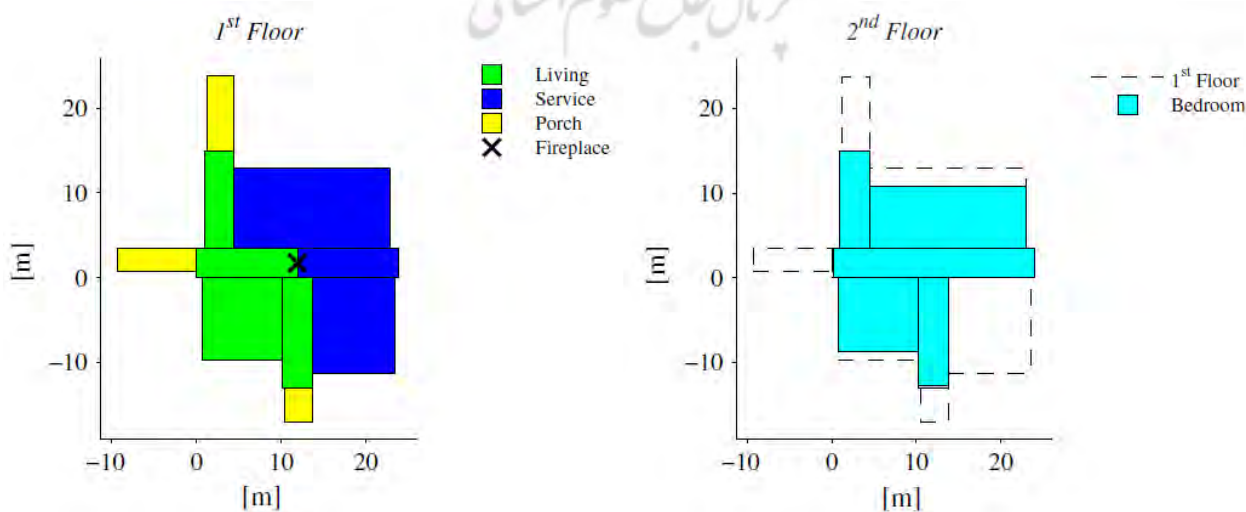 1st Floor
Living
Service
Porch
Fireplace
20
10
0
−10
[m]
−10 0 10 20
[m]
2nd Floor
1st Floor
Bedroom
20
10
0
−10
[m]
−10 0 10 20
[m]